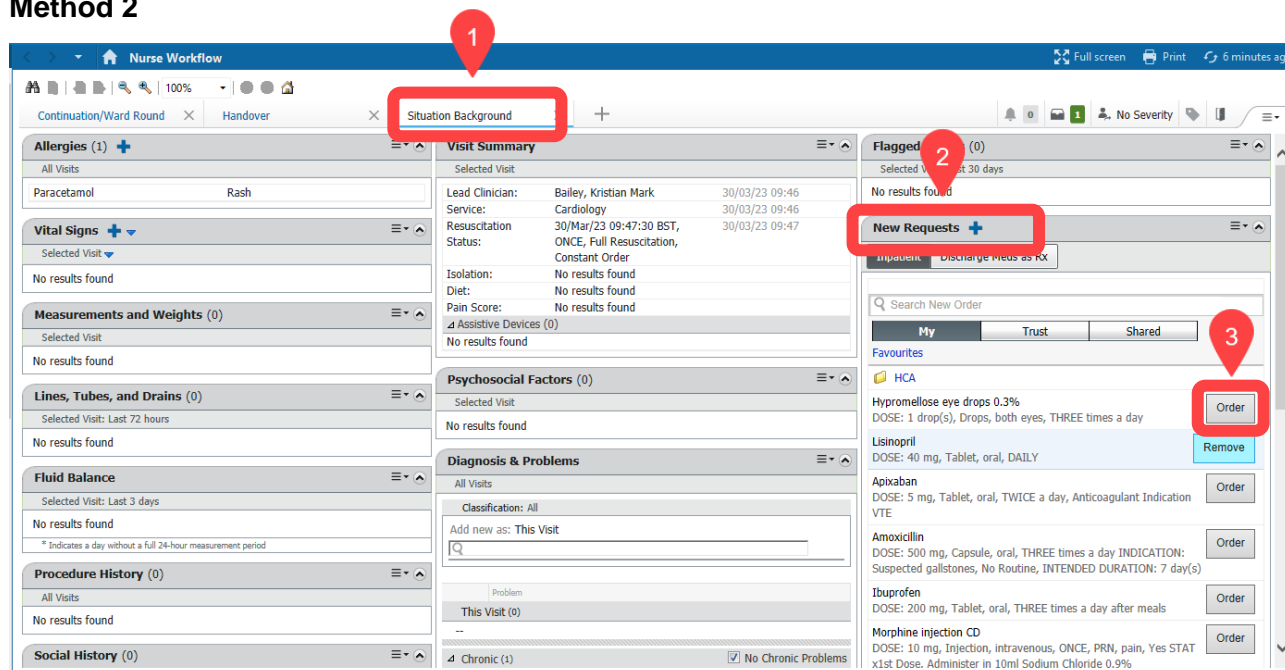 Method 2
1
Nurse Workflow
Full screen Print 6 minutes ag
100%
Continuation/Ward Round Handover Situation Background
0 1 No Severity
Allergies (1)
All Visits
Paracetamol Rash
Vital Signs
Selected Visit
No results found
Measurements and Weights (0)
Selected Visit
No results found
Lines, Tubes, and Drains (0)
Selected Visit: Last 72 hours
No results found
Fluid Balance
Selected Visit: Last 3 days
No results found
* Indicates a day without a full 24-hour measurement period
Procedure History (0)
All Visits
No results found
Social History (0)
Visit Summary
Selected Visit
Lead Clinician: Bailey, Kristian Mark 30/03/23 09:46
Service: Cardiology 30/03/23 09:46
Resuscitation 30/Mar/23 09:47:30 BST, 30/03/23 09:47
Status: ONCE, Full Resuscitation,
Constant Order
Isolation: No results found
Diet: No results found
Pain Score: No results found
Assistive Devices (0)
No results found
Psychosocial Factors (0)
Selected Visit
No results found
Diagnosis & Problems
All Visits
Classification: All
Add new as: This Visit
Problem
This Visit (0)
--
Chronic (1) No Chronic Problems
Flagged (0)
2
Selected 30 days
No results found
New Requests
Inpatient Discharge Meds as Rx
Search New Order
My Trust Shared
3
Favourites
HCA
Hypromellose eye drops 0.3% Order
DOSE: 1 drop(s), Drops, both eyes, THREE times a day
Lisinopril Remove
DOSE: 40 mg, Tablet, oral, DAILY
Apixaban Order
DOSE: 5 mg, Tablet, oral, TWICE a day, Anticoagulant Indication
VTE
Amoxicillin Order
DOSE: 500 mg, Capsule, oral, THREE times a day INDICATION:
Suspected gallstones, No Routine, INTENDED DURATION: 7 day(s)
Ibuprofen Order
DOSE: 200 mg, Tablet, oral, THREE times a day after meals
Morphine injection CD Order
DOSE: 10 mg, Injection, intravenous, ONCE, PRN, pain, Yes STAT
x1st Dose. Administer in 10ml Sodium Chloride 0.9%